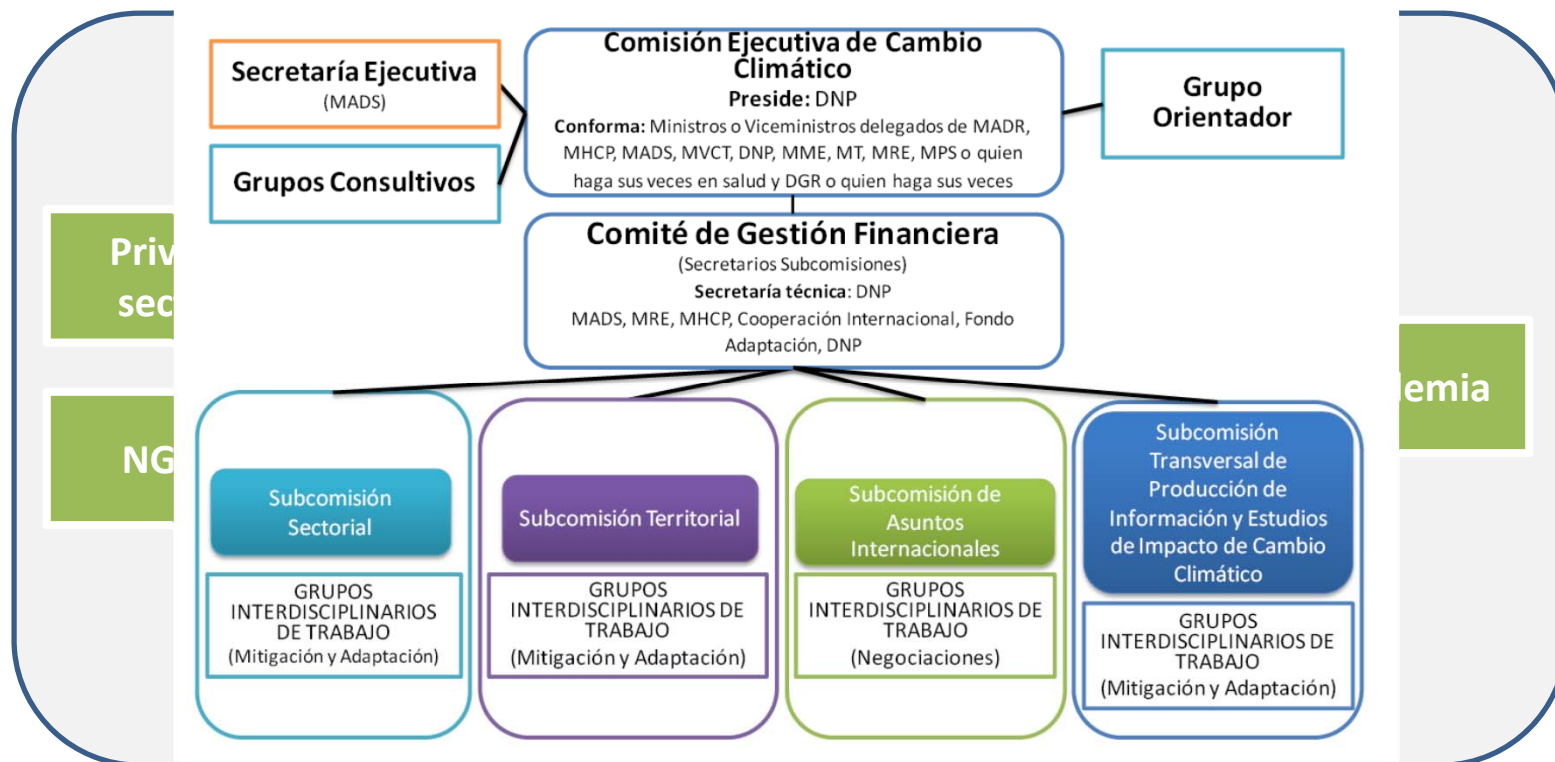 Secretaría Ejecutiva
(MADS)
Grupos Consultivos
Comisión Ejecutiva de Cambio
Climático
Preside: DNP
Conforma: Ministros o Viceministros delegados de MADR,
MHCP, MADS, MVCT, DNP, MME, MT, MRE, MPS o quien
haga sus veces en salud y DGR o quien haga sus veces
Grupo
Orientador
Comité de Gestión Financiera
(Secretarios Subcomisiones)
Secretaría técnica: DNP
MADS, MRE, MHCP, Cooperación Internacional, Fondo
Adaptación, DNP
Priv
sec
NG
demia
Subcomisión
Sectorial
GRUPOS
INTERDISCIPLINARIOS
DE TRABAJO
(Mitigación y Adaptación)
Subcomisión Territorial
GRUPOS
INTERDISCIPLINARIOS DE
TRABAJO
(Mitigación y Adaptación)
Subcomisión de
Asuntos
Internacionales
GRUPOS
INTERDISCIPLINARIOS DE
TRABAJO
(Negociaciones)
Subcomisión
Transversal de
Producción de
Información y Estudios
de Impacto de Cambio
Climático
GRUPOS
INTERDISCIPLINARIOS DE
TRABAJO
(Mitigación y Adaptación)